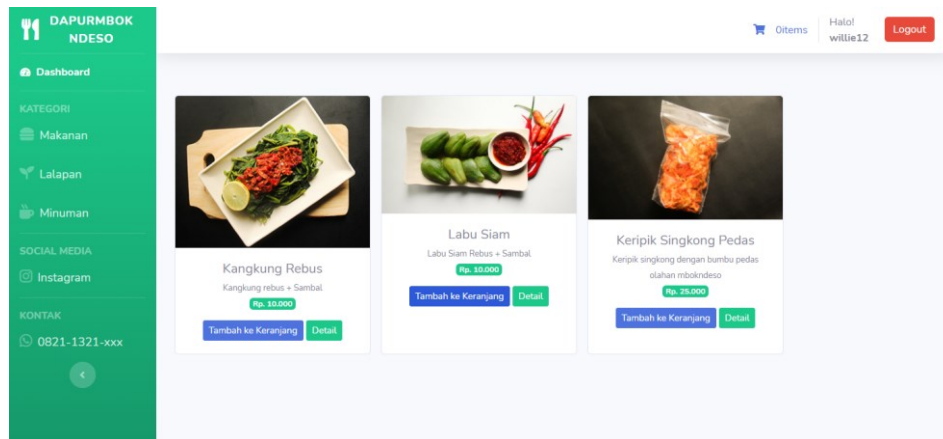 DAPURMBOK
NDESO
0items
Halo!
willie12
Logout
Dashboard
KATEGORI
Makanan
Lalapan
Minuman
SOCIAL MEDIA
Instagram
KONTAK
0821-1321-xxx
Kangkung Rebus
Kangkung rebus + Sambal
Rp. 10.000
Tambah ke Keranjang
Detail
Labu Siam
Labu Siam Rebus + Sambal
Rp. 10.000
Tambah ke Keranjang
Detail
Keripik Singkong Pedas
Keripik singkong dengan bumbu pedas
olahan mbokndeso
Rp. 25.000
Tambah ke Keranjang
Detail